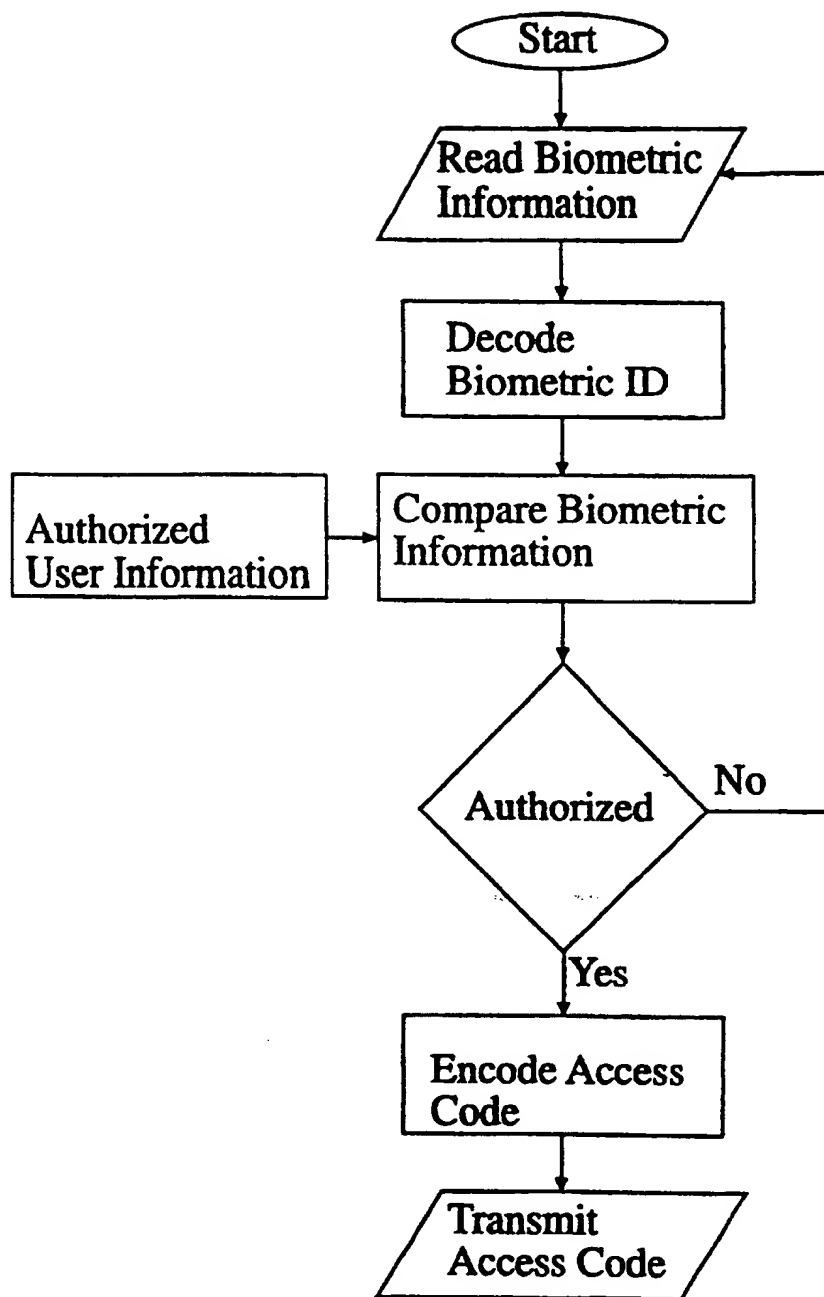 Start
Read Biometric
Information
Decode
Biometric ID
Authorized
User Information
Compare Biometric
Information
Authorized
No
Yes
Encode Access
Code
Transmit
Access Code